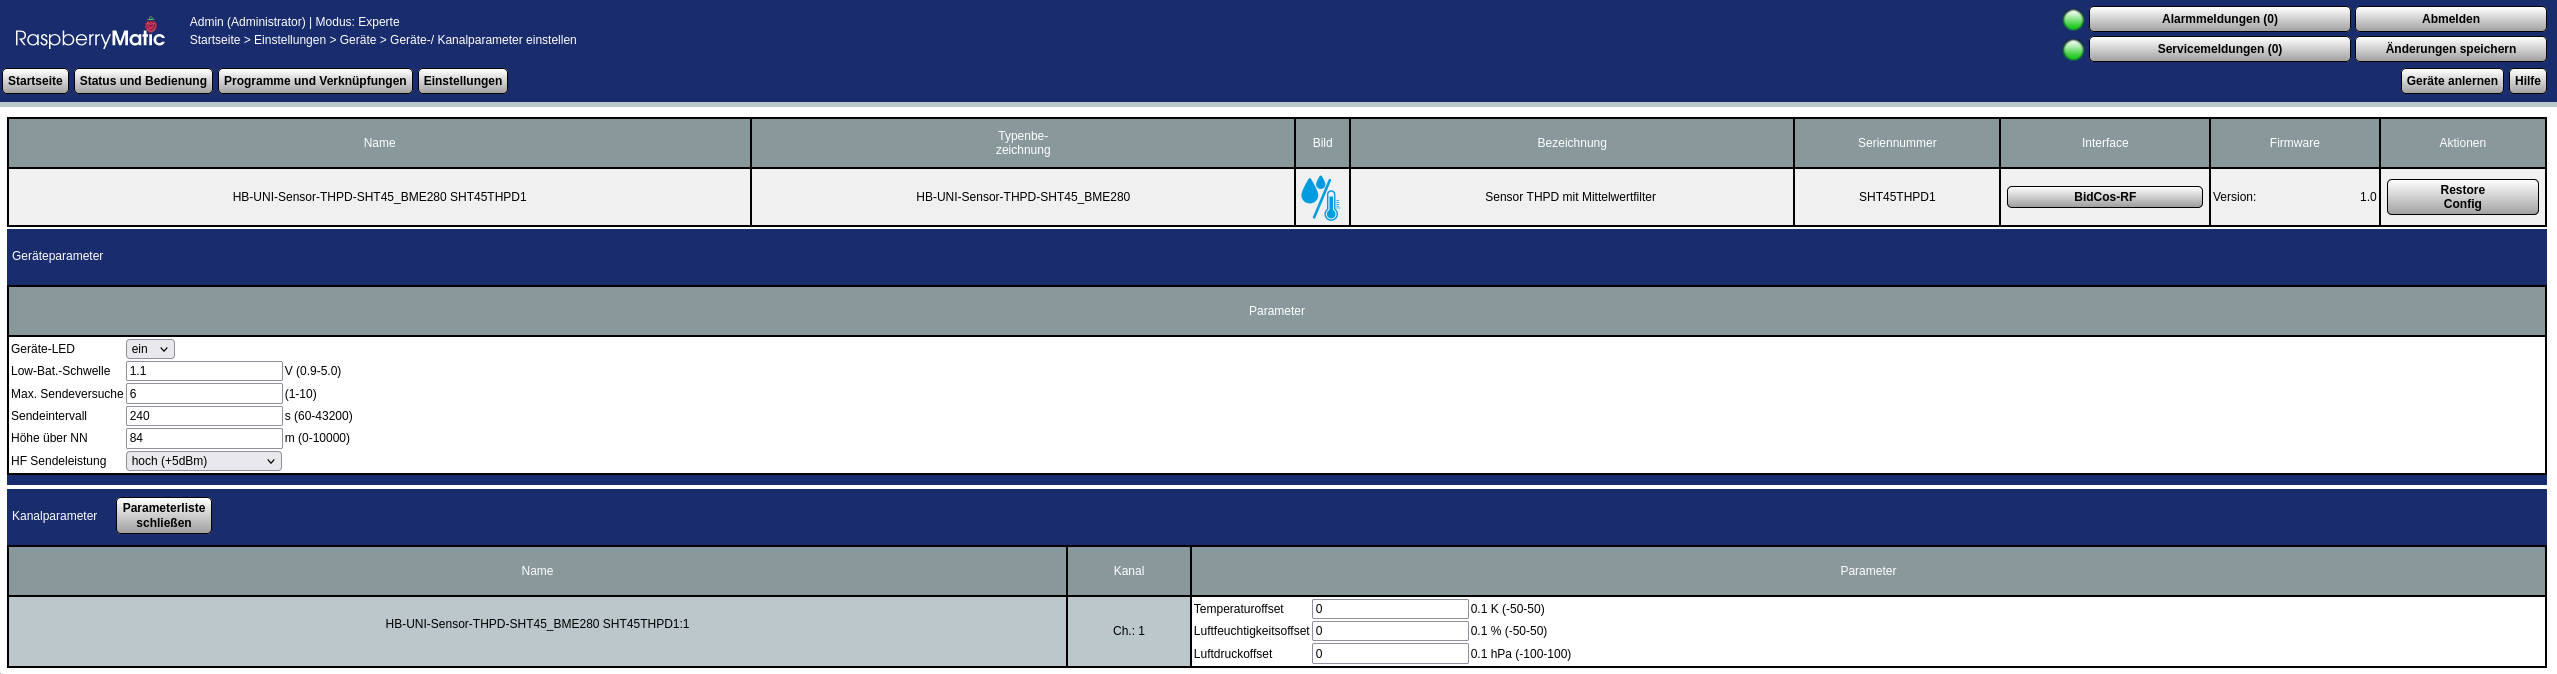 RaspberryMatic
Admin (Administrator) | Modus: Experte
Startseite > Einstellungen > Geräte > Geräte-/ Kanalparameter einstellen
Alarmmeldungen (0)
Abmelden
Servicemeldungen (0)
Änderungen speichern
Startseite
Status und Bedienung
Programme und Verknüpfungen
Einstellungen
Geräte anlernen
Hilfe
Name
Typenbe-
zeichnung
Bild
Bezeichnung
Seriennummer
Interface
Firmware
Aktionen
HB-UNI-Sensor-THPD-SHT45_BME280 SHT45THPD1
HB-UNI-Sensor-THPD-SHT45_BME280
Sensor THPD mit Mittelwertfilter
SHT45THPD1
BidCos-RF
Version: 1.0
Restore
Config
Geräteparameter
Parameter
Geräte-LED ein
Low-Bat.-Schwelle 1.1 V (0.9-5.0)
Max. Sendeversuche 6 (1-10)
Sendeintervall 240 s (60-43200)
Höhe über NN 84 m (0-10000)
HF Sendeleistung hoch (+5dBm)
Kanalparameter
Parameterliste
schließen
Name
Kanal
Parameter
HB-UNI-Sensor-THPD-SHT45_BME280 SHT45THPD1:1
Ch.: 1
Temperaturoffset 0 0.1 K (-50-50)
Luftfeuchtigkeitsoffset 0 0.1 % (-50-50)
Luftdruckoffset 0 0.1 hPa (-100-100)